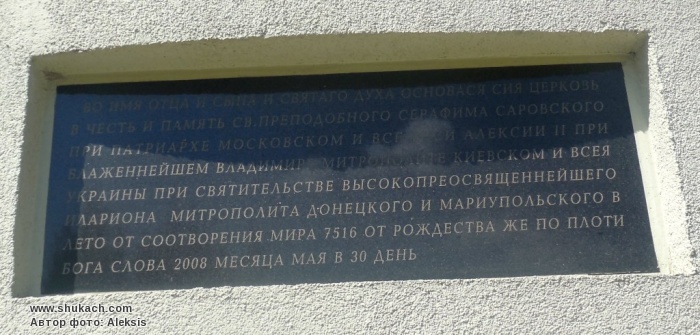 ВО ИМЯ ОТЦА И СЫНА И СВЯТАГО ДУХА ОСНОВАСЯ СИЯ ЦЕРКОВЬ
В ЧЕСТЬ И ПАМЯТЬ СВ.ПРЕПОДОБНОГО СЕРАФИМА САРОВСКОГО
ПРИ ПАТРИАРХЕ МОСКОВСКОМ И ВСЕЯ РУСИ АЛЕКСИИ II ПРИ
БЛАЖЕННЕЙШЕМ ВЛАДИМИРЕ МИТРОПОЛИТЕ КИЕВСКОМ И ВСЕЯ
УКРАИНЫ ПРИ СВЯТИТЕЛЬСТВЕ ВЫСОКОПРЕОСВЯЩЕННЕЙШЕГО
ИЛАРИОНА МИТРОПОЛИТА ДОНЕЦКОГО И МАРИУПОЛЬСКОГО В
ЛЕТО ОТ СООТВОРЕНИЯ МИРА 7516 ОТ РОЖДЕСТВА ЖЕ ПО ПЛОТИ
БОГА СЛОВА 2008 МЕСЯЦА МАЯ В 30 ДЕНЬ
www.shukach.com
Автор фото: Aleksis